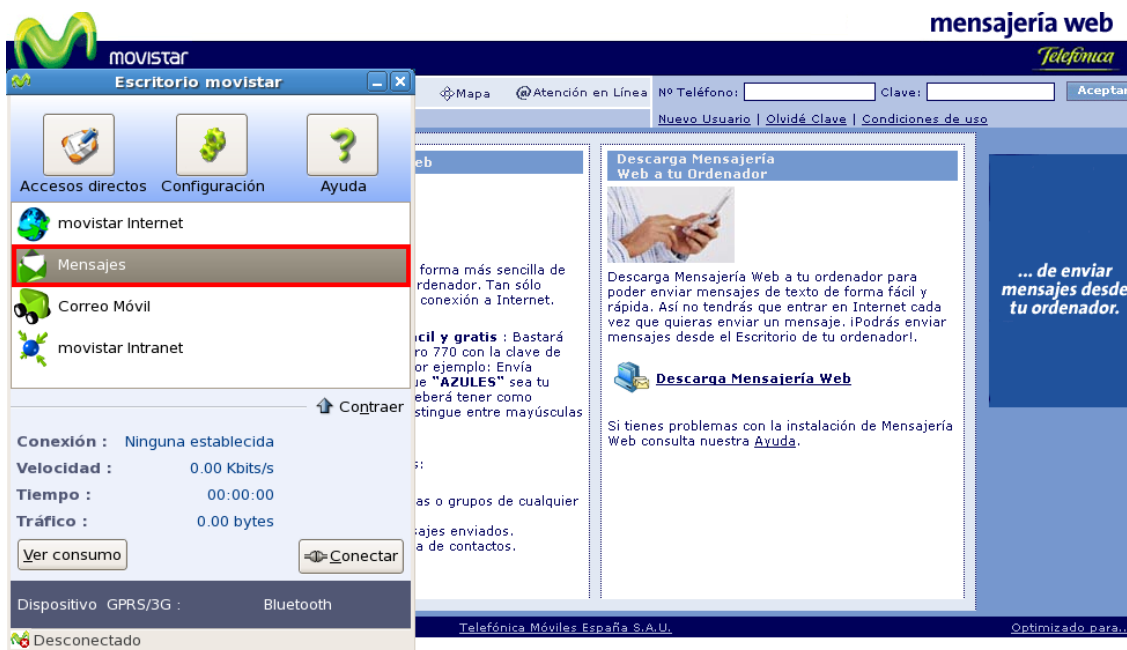 mensajería web
movistar
Telefónica
Escritorio movistar
Mapa
@Atención en Línea
Nº Teléfono:
Clave:
Aceptar
Nuevo Usuario | Olvidé Clave | Condiciones de uso
Accesos directos
Configuración
Ayuda
movistar Internet
Mensajes
Correo Móvil
movistar Intranet
Contraer
Conexión : Ninguna establecida
Velocidad : 0.00 Kbits/s
Tiempo : 00:00:00
Tráfico : 0.00 bytes
Ver consumo
Conectar
Dispositivo GPRS/3G : Bluetooth
Desconectado
eb
forma más sencilla de
rdenador. Tan sólo
conexión a Internet.
cil y gratis : Bastará
ro 770 con la clave de
or ejemplo: Envía
ue "AZULES" sea tu
eberá tener como
stingue entre mayúsculas
s:
as o grupos de cualquier
sajes enviados.
a de contactos.
Descarga Mensajería
Web a tu Ordenador
Descarga Mensajería Web a tu ordenador para
poder enviar mensajes de texto de forma fácil y
rápida. Así no tendrás que entrar en Internet cada
vez que quieras enviar un mensaje. ¡Podrás enviar
mensajes desde el Escritorio de tu ordenador!.
Descarga Mensajería Web
Si tienes problemas con la instalación de Mensajería
Web consulta nuestra Ayuda.
... de enviar
mensajes desde
tu ordenador.
Telefónica Móviles España S.A.U.
Optimizado para..